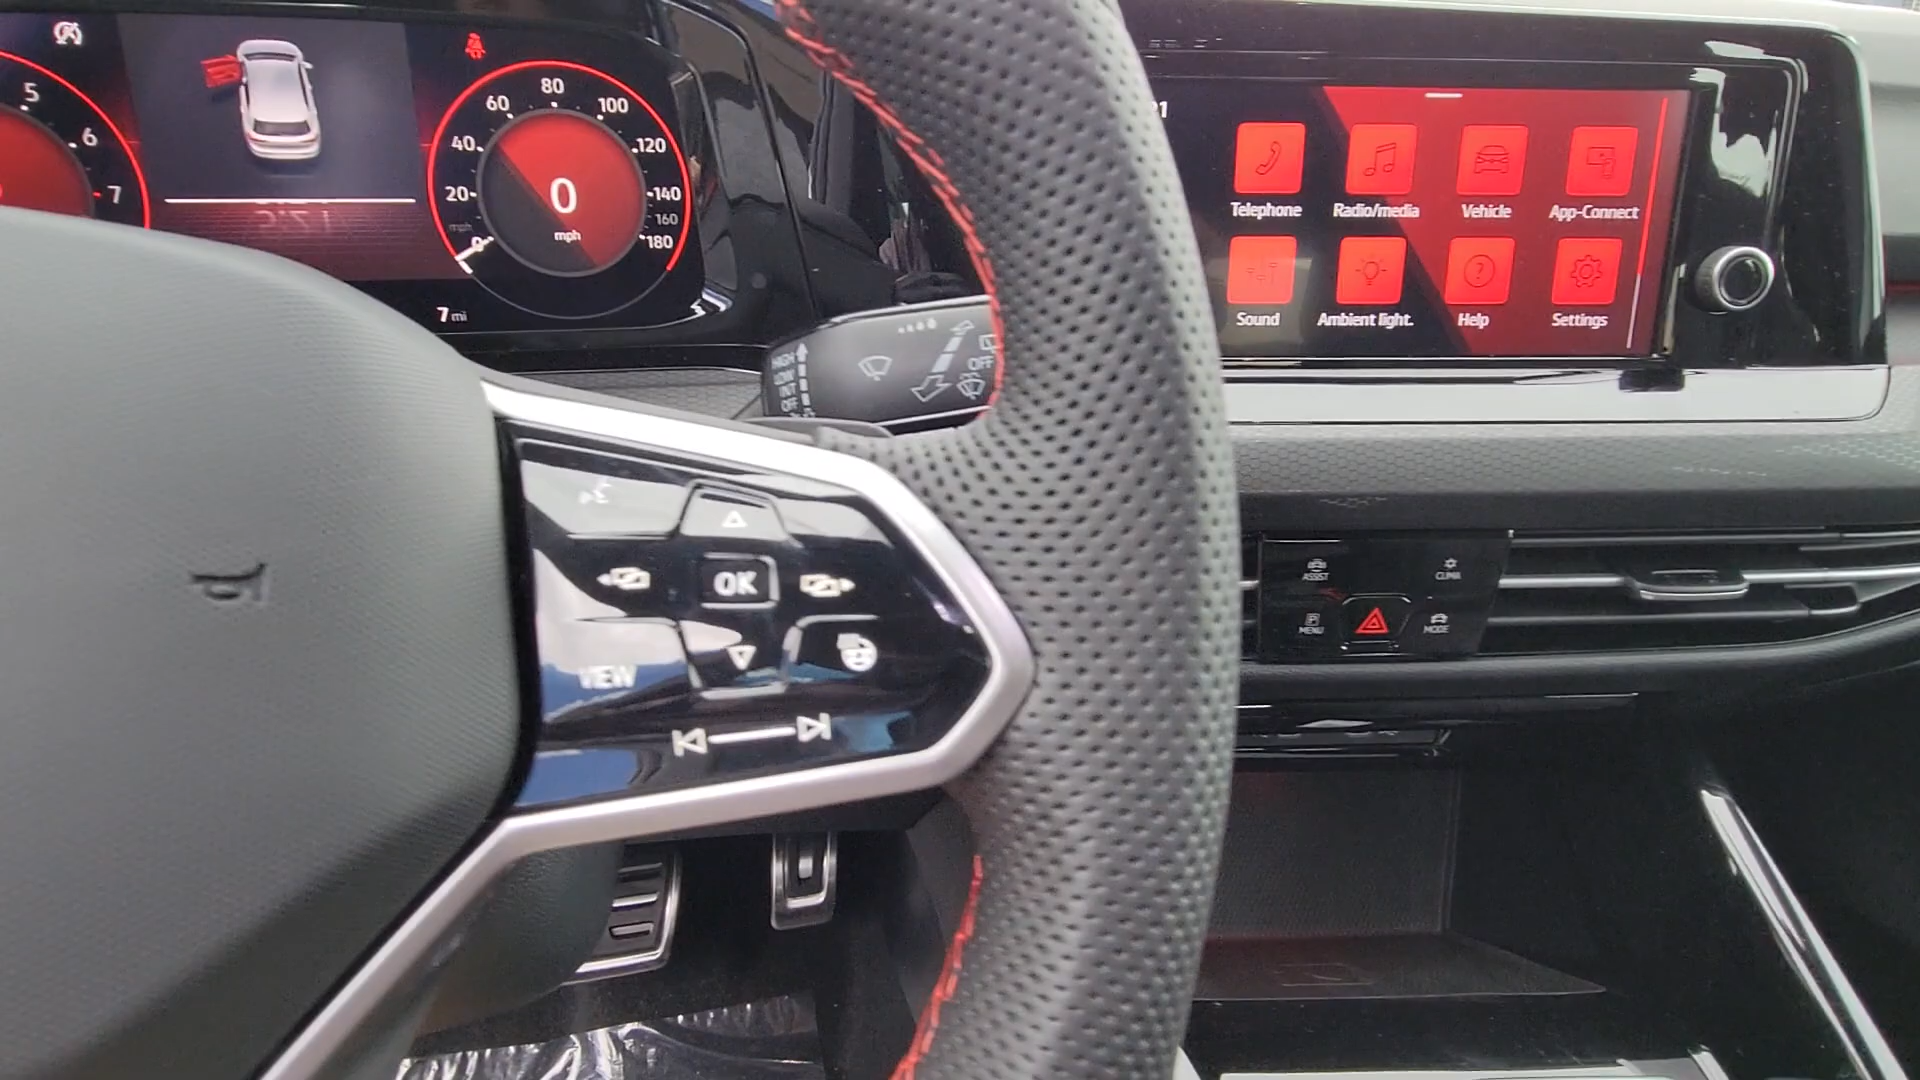 5
6
7
80
60
100
40
120
20
140
160
0
180
mph
0
mph
7 mi
Telephone
Radio/media
Vehicle
App-Connect
Sound
Ambient light.
Help
Settings
HIGH
LOW
INT
OFF
OFF
OK
VIEW
ASSIST
CLIMA
MENU
MODE